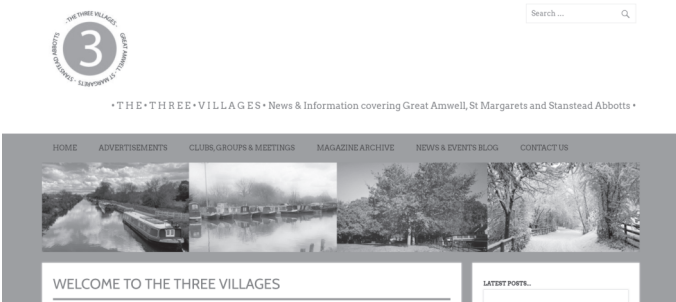 Search ...
· THE THREE VILLAGES ·
GREAT AMWELL · ST MARGARETS · STANSTEAD ABBOTTS ·
3
• T H E • T H R E E • V I L L A G E S • News & Information covering Great Amwell, St Margarets and Stanstead Abbotts •
HOME ADVERTISEMENTS CLUBS, GROUPS & MEETINGS MAGAZINE ARCHIVE NEWS & EVENTS BLOG CONTACT US
WELCOME TO THE THREE VILLAGES
LATEST POSTS...